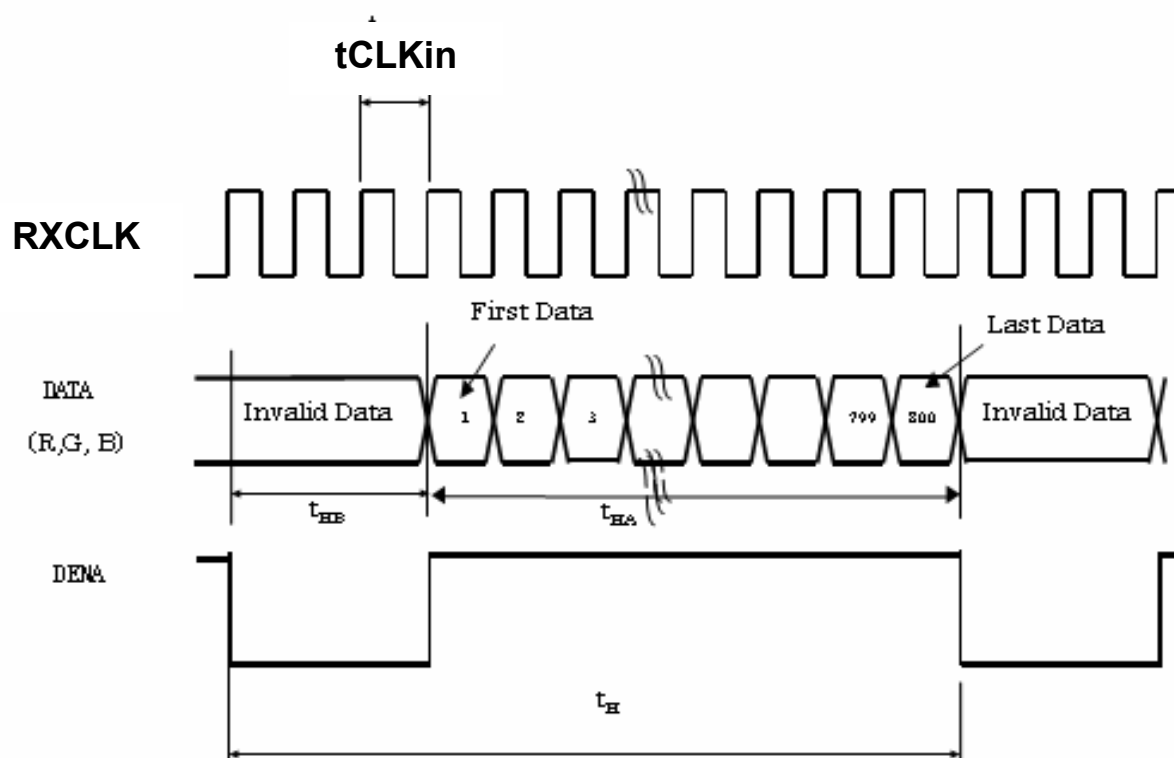 tCLKin
RXCLK
First Data
Last Data
DATA
(R,G, B)
Invalid Data
1
2
3
799
800
Invalid Data
tHB
tHA
DENA
tH